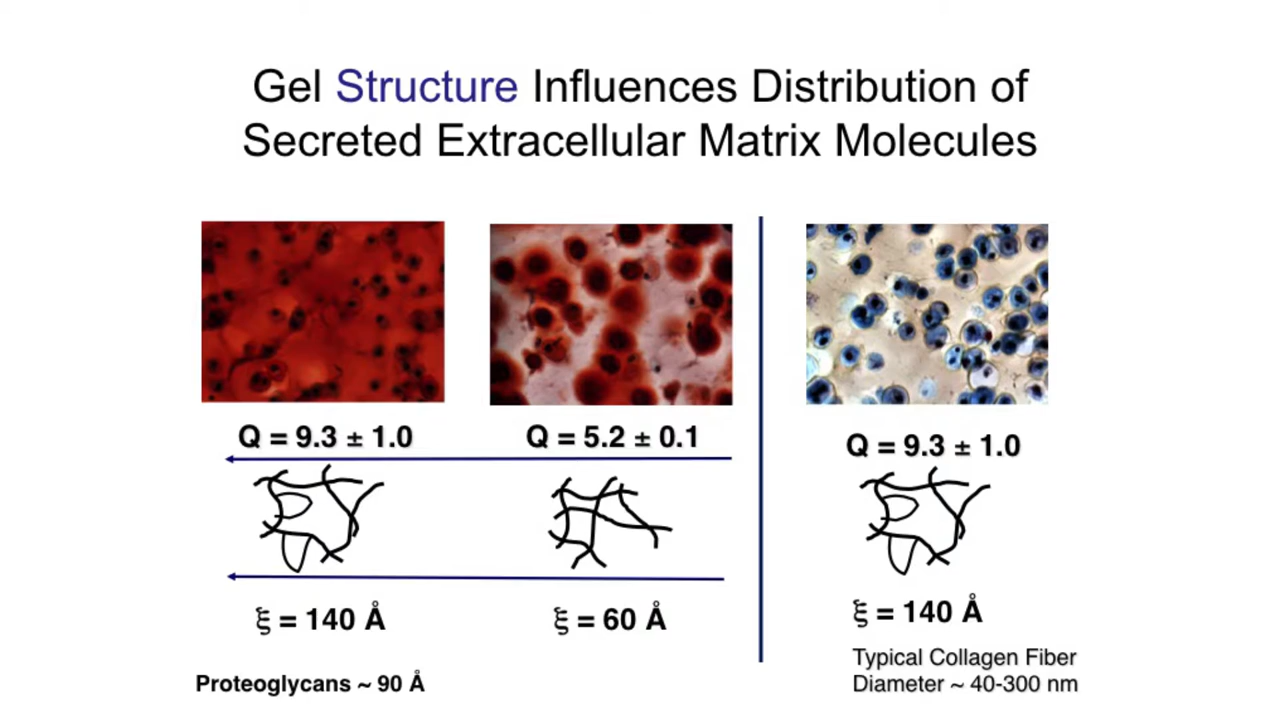 Gel Structure Influences Distribution of
Secreted Extracellular Matrix Molecules
Q = 9.3 ± 1.0
Q = 5.2 ± 0.1
Q = 9.3 ± 1.0
ξ = 140 Å
ξ = 60 Å
ξ = 140 Å
Proteoglycans ~ 90 Å
Typical Collagen Fiber
Diameter ~ 40-300 nm